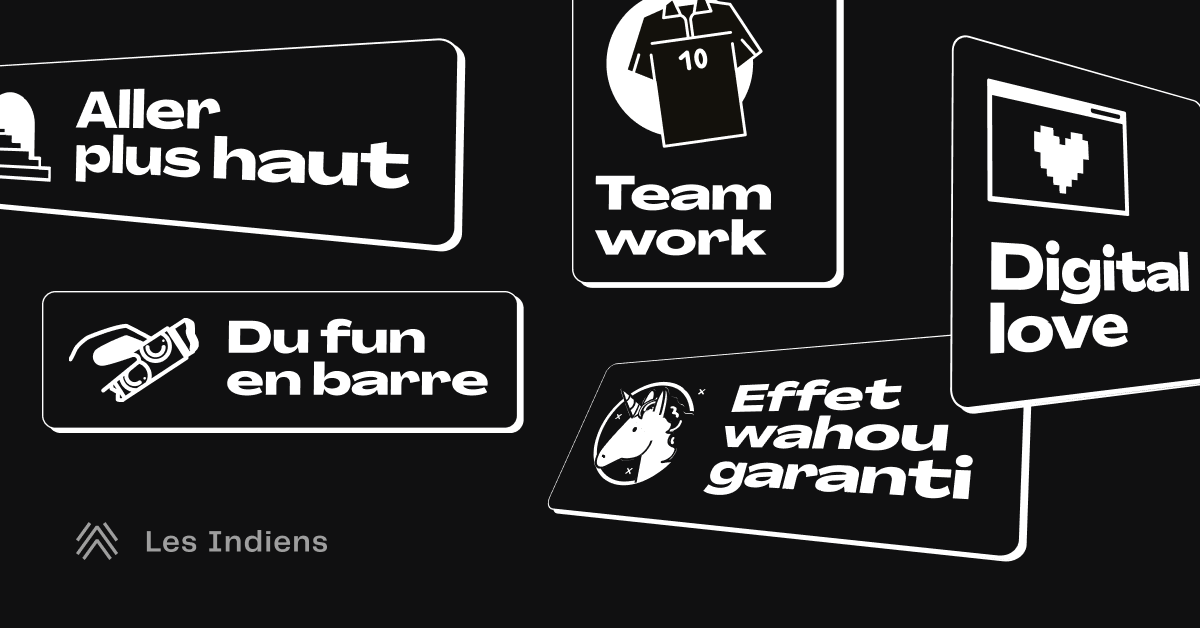 Aller
plus haut
10
Team
work
Digital
love
Du fun
en barre
Effet
wahou
garanti
Les Indiens